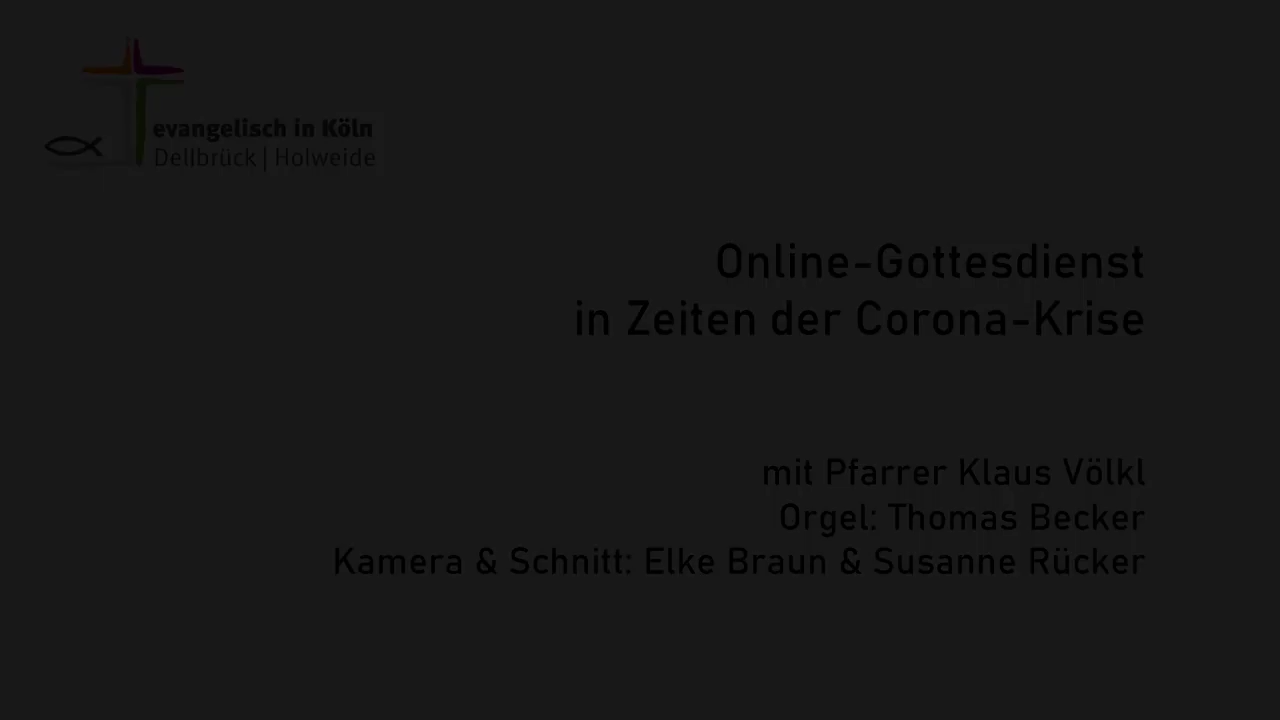 evangelisch in Köln
Dellbrück | Holweide
Online-Gottesdienst
in Zeiten der Corona-Krise
mit Pfarrer Klaus Völkl
Orgel: Thomas Becker
Kamera & Schnitt: Elke Braun & Susanne Rücker